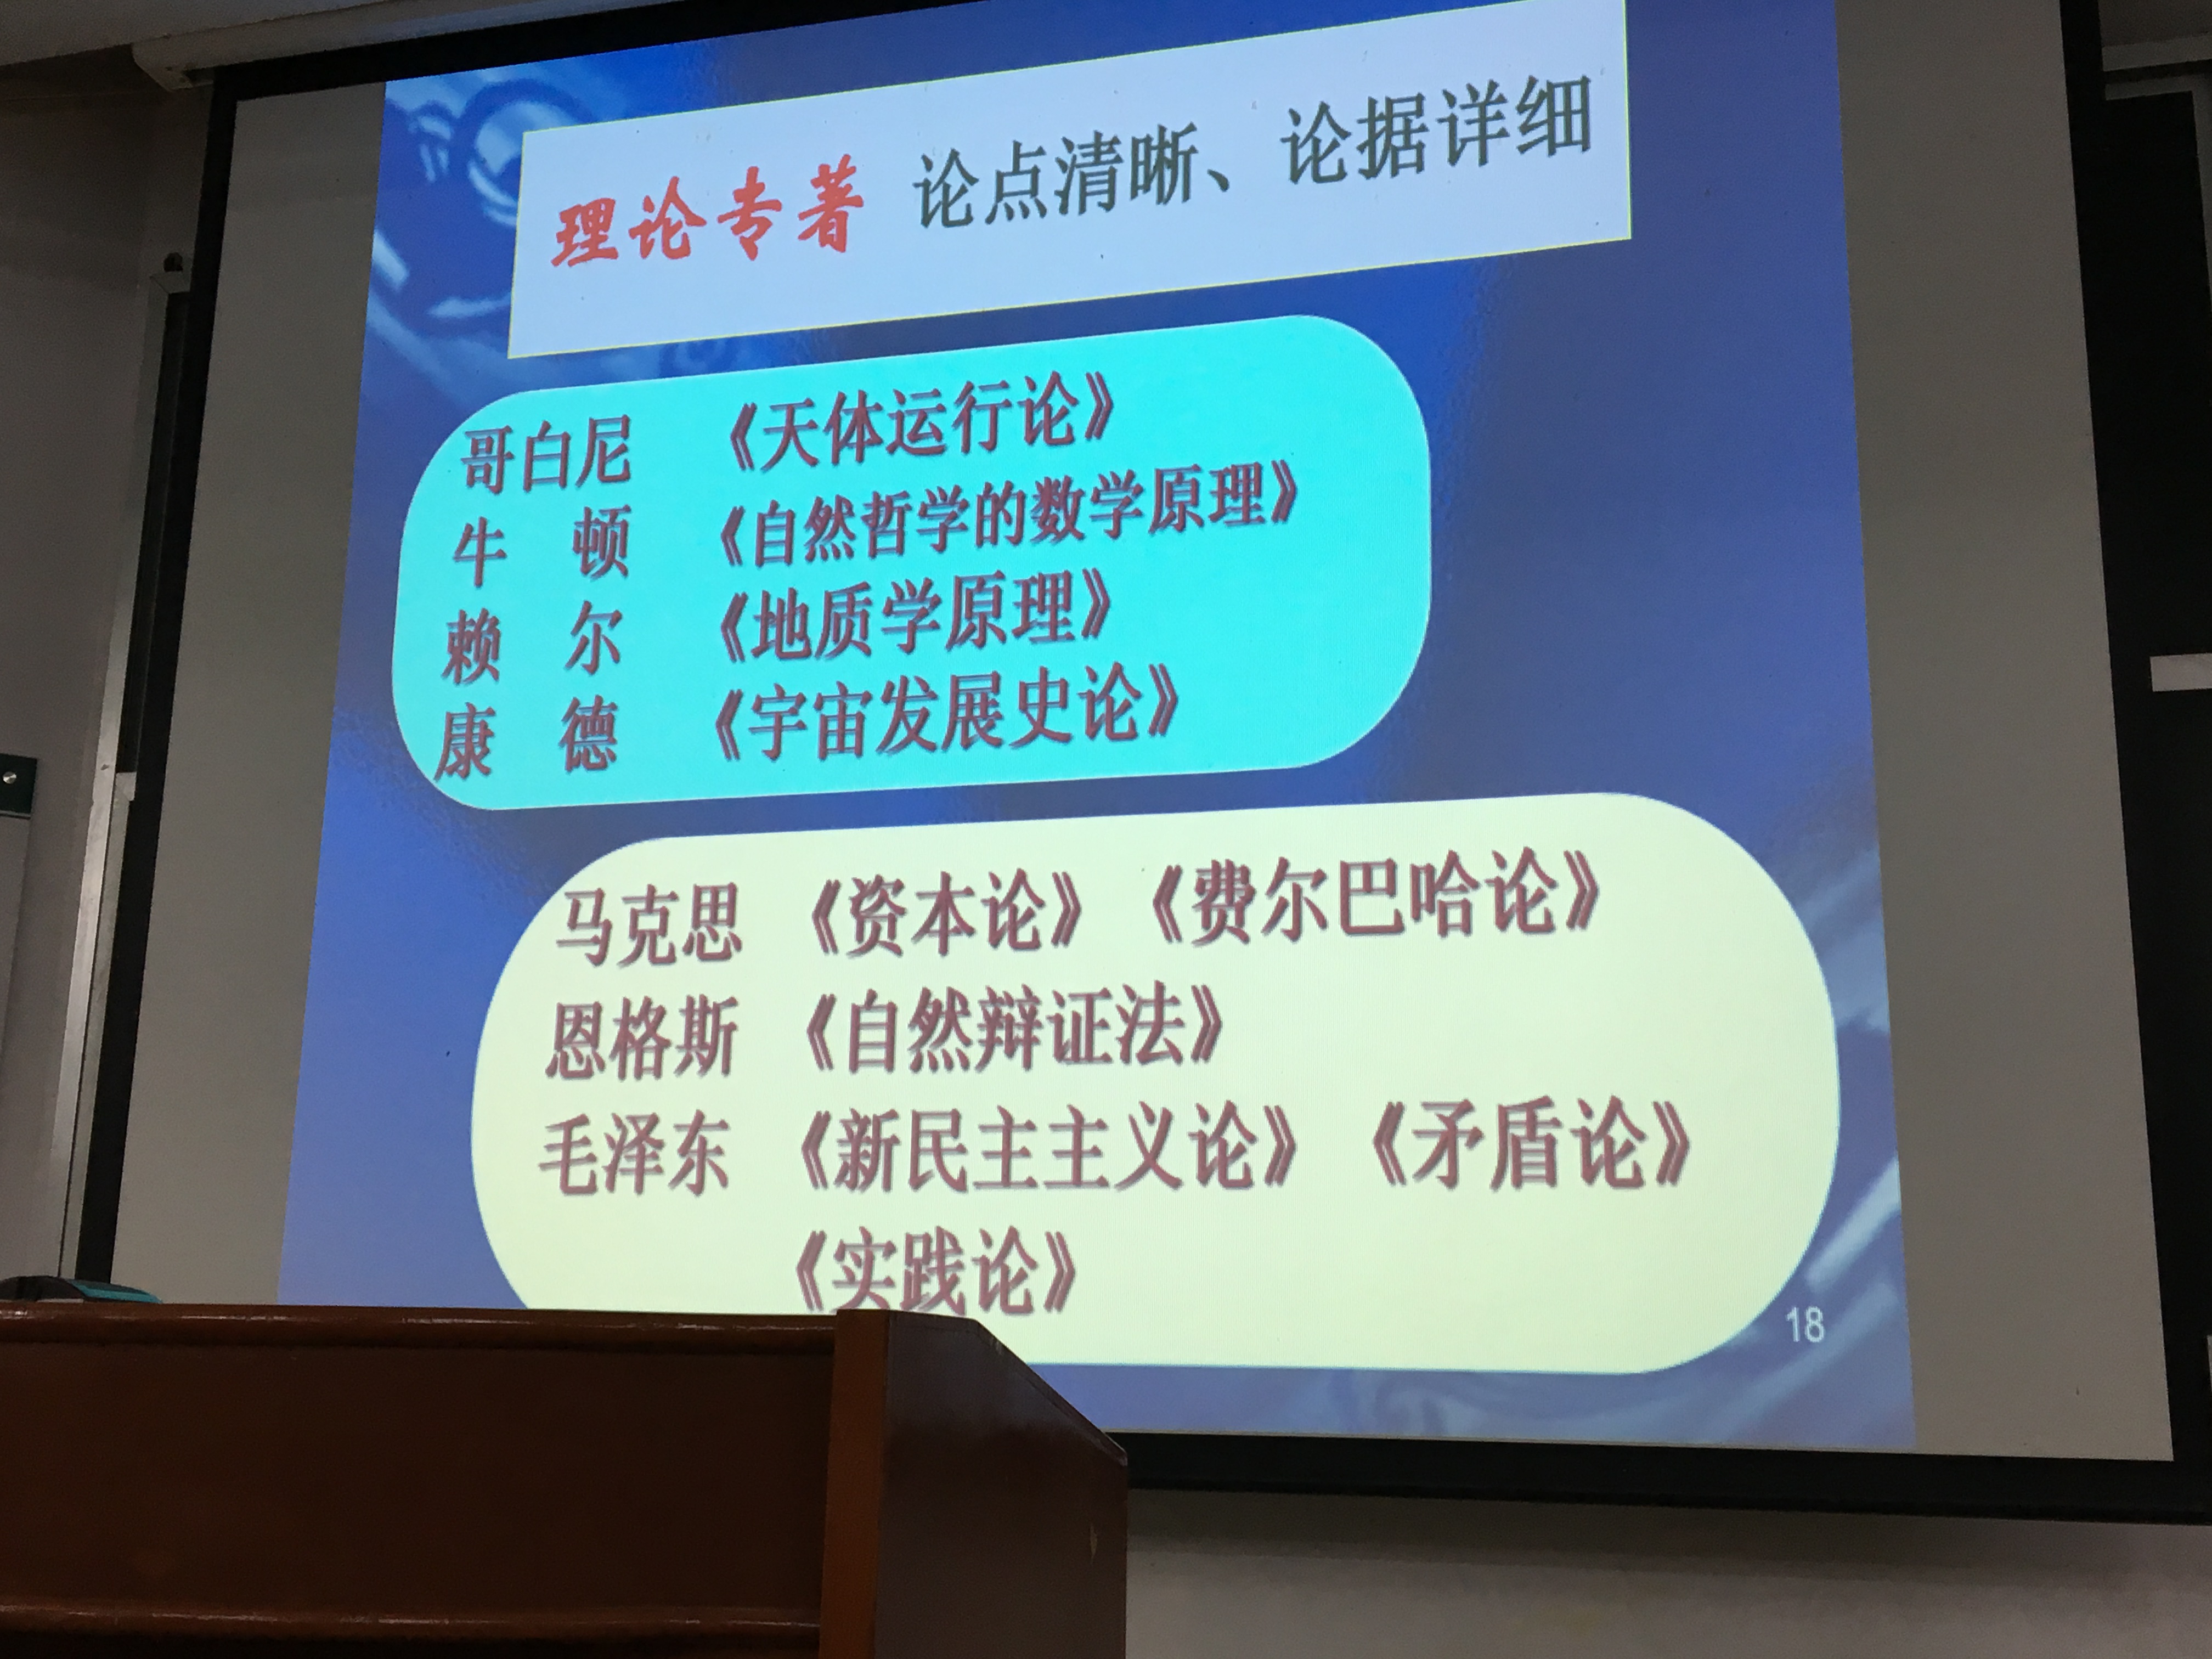 理论专著 论点清晰、论据详细
哥白尼 《天体运行论》
牛 顿 《自然哲学的数学原理》
赖 尔 《地质学原理》
康 德 《宇宙发展史论》
马克思 《资本论》 《费尔巴哈论》
恩格斯 《自然辩证法》
毛泽东 《新民主主义论》 《矛盾论》
《实践论》
18